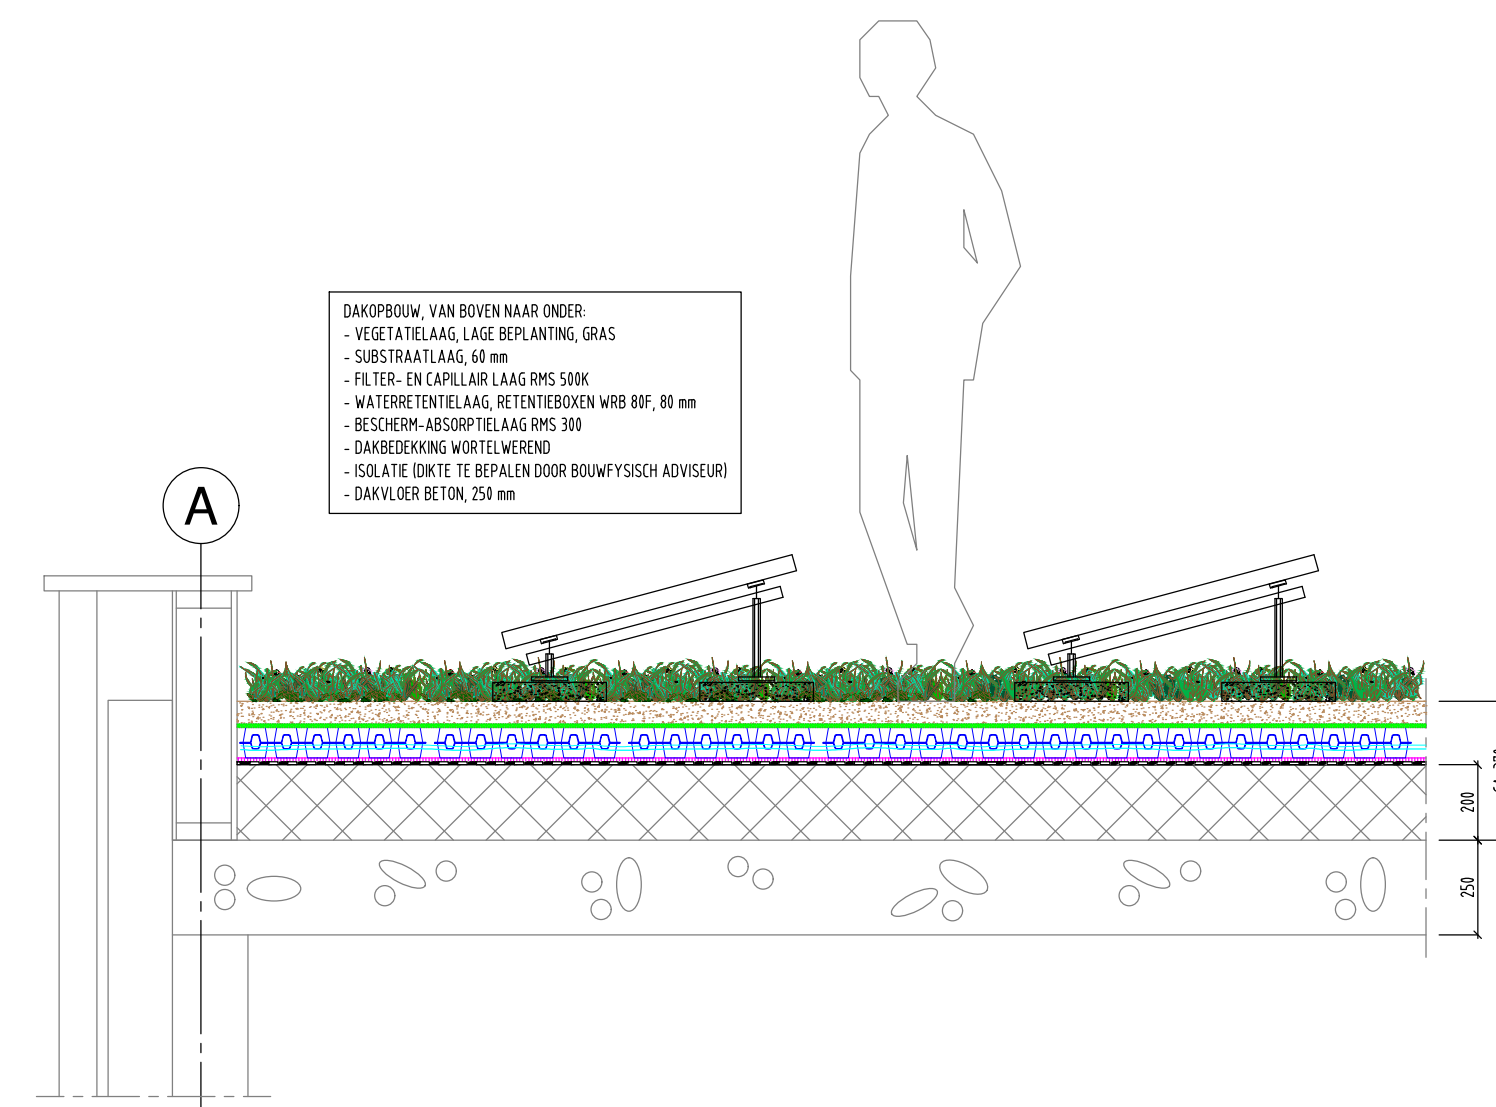 DAKOPBOUW, VAN BOVEN NAAR ONDER:
- VEGETATIELAAG, LAGE BEPLANTING, GRAS
- SUBSTRAATLAAG, 60 mm
- FILTER- EN CAPILLAIR LAAG RMS 500K
- WATERRETENTIELAAG, RETENTIEBOXEN WRB 80F, 80 mm
- BESCHERM-ABSORPTIELAAG RMS 300
- DAKBEDEKKING WORTELWEREND
- ISOLATIE (DIKTE TE BEPALEN DOOR BOUWFYSISCH ADVISEUR)
- DAKVLOER BETON, 250 mm
A
200
250